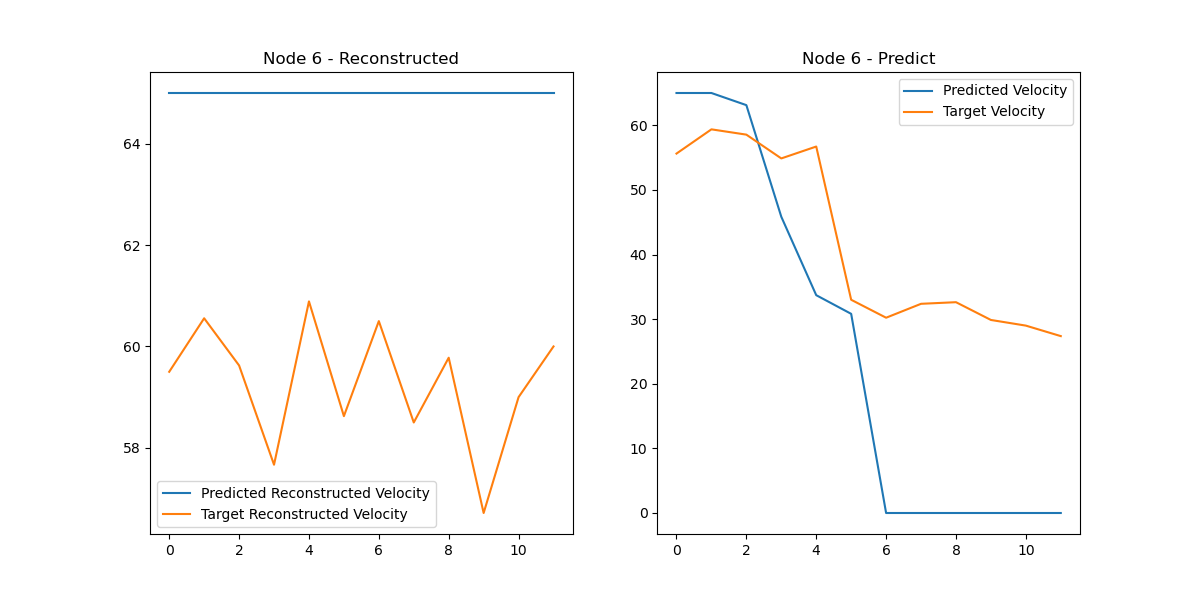 Node 6 - Reconstructed
64
62
60
58
Predicted Reconstructed Velocity
Target Reconstructed Velocity
0 2 4 6 8 10
Node 6 - Predict
Predicted Velocity
Target Velocity
60
50
40
30
20
10
0
0 2 4 6 8 10